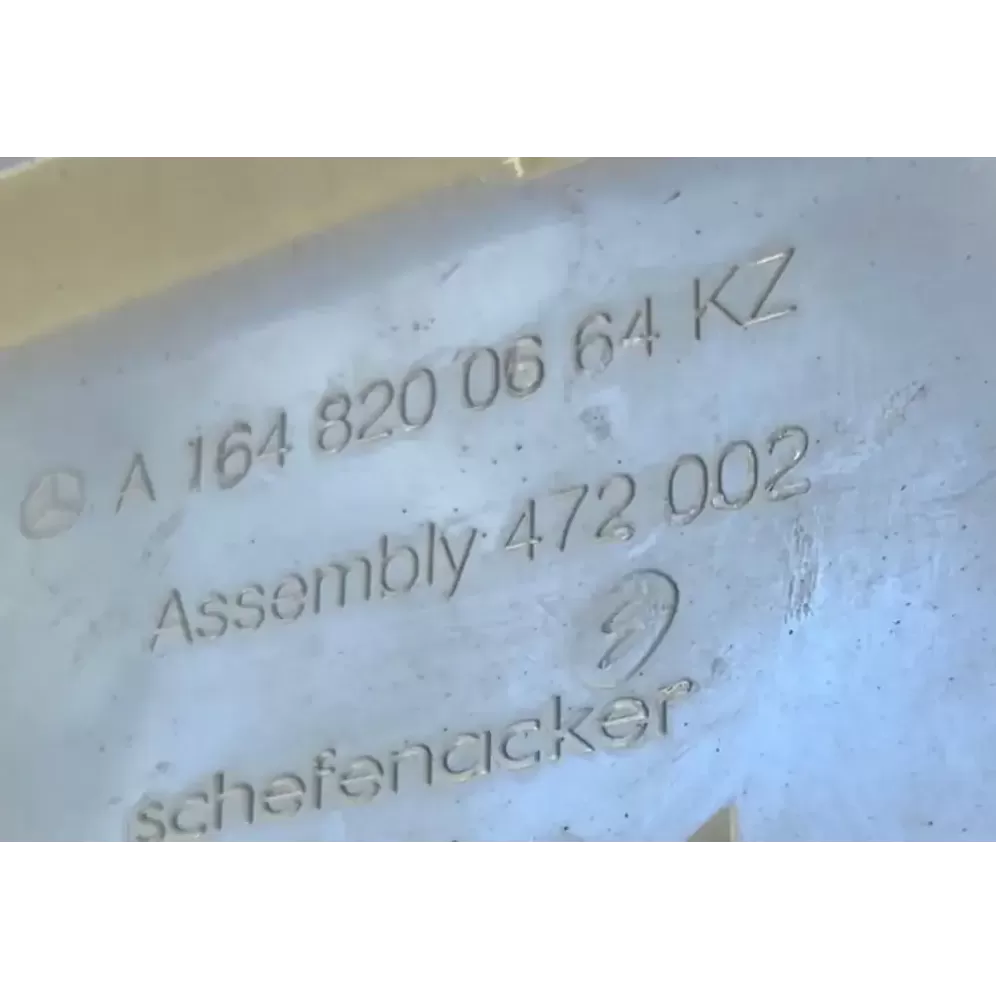 A 164 820 06 64 KZ
Assembly 472 002
schefenacker